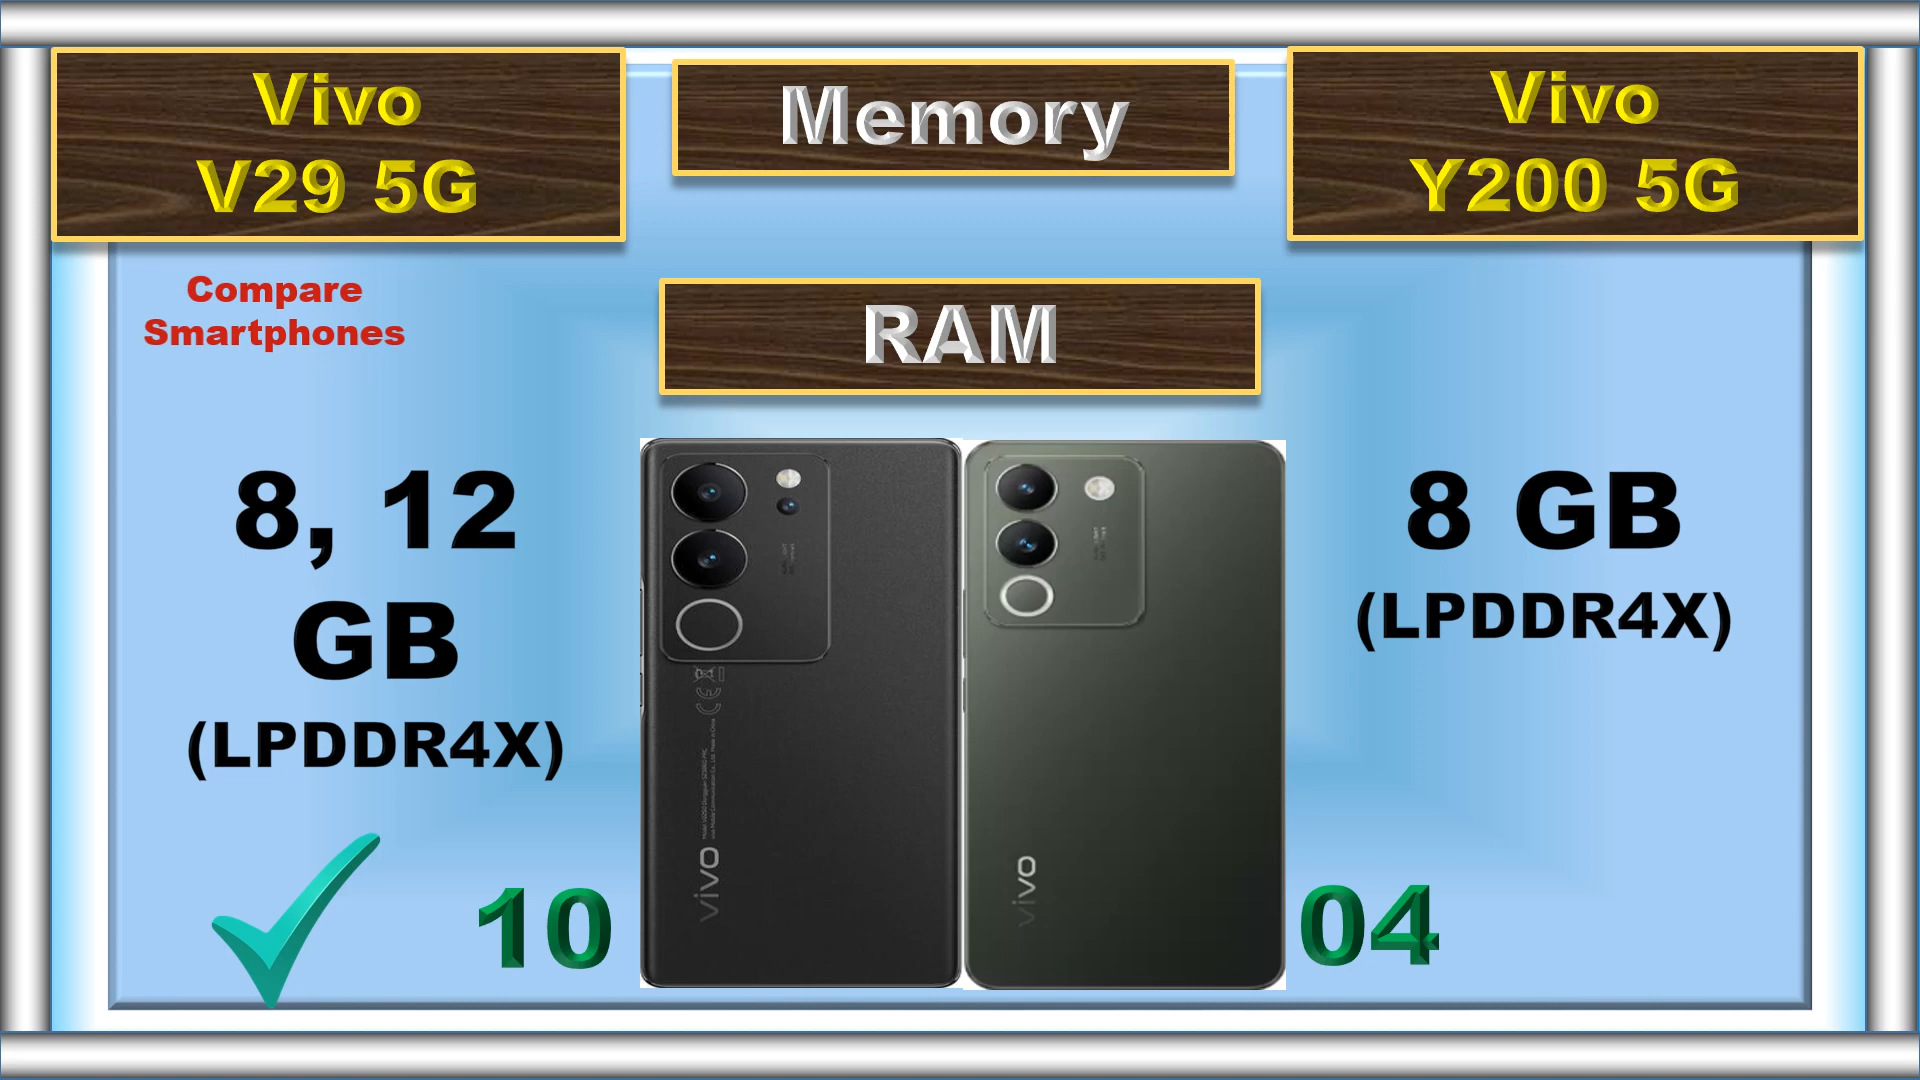 Vivo
V29 5G
Memory
Vivo
Y200 5G
Compare
Smartphones
RAM
8, 12
GB
(LPDDR4X)
8 GB
(LPDDR4X)
10
04
vivo
vivo